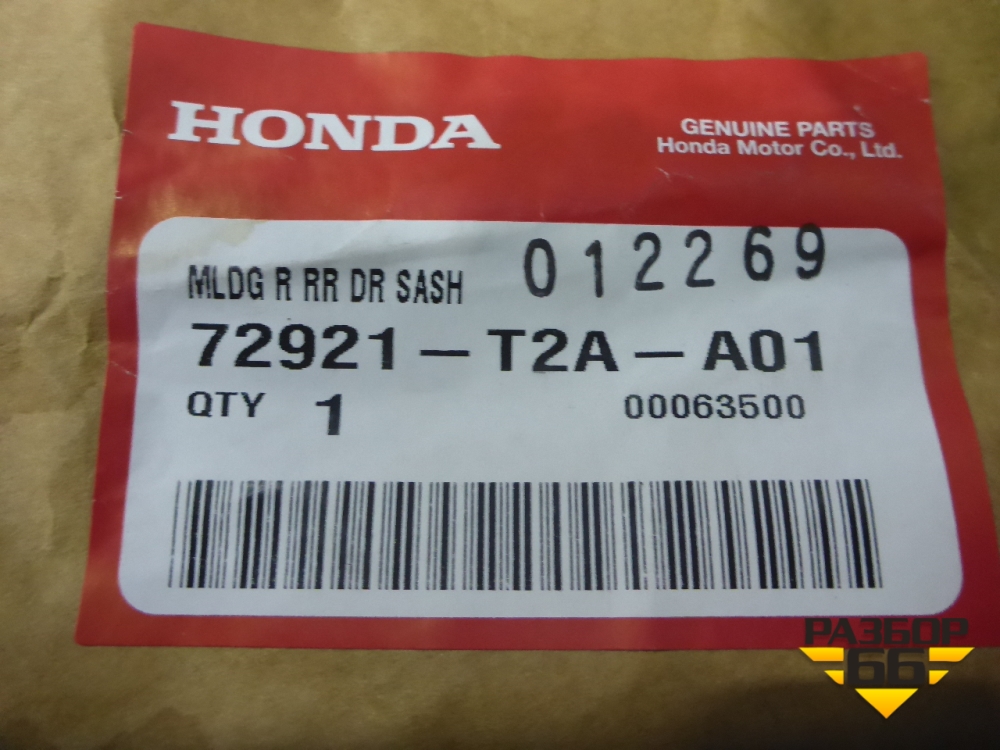 HONDA
GENUINE PARTS
Honda Motor Co., Ltd.
012269
MLDG R RR DR SASH
72921-T2A-A01
QTY 1
00063500
РАЗБОР
66